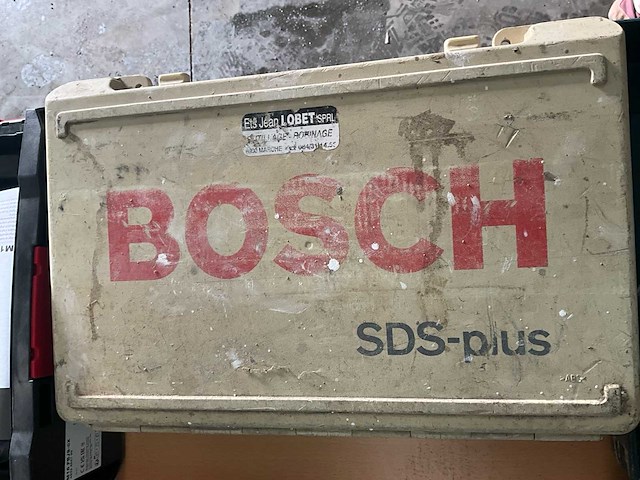 Ets Jean LOBET SPRL
OUTILLAGE - BOBINAGE
BOSCH
SDS-plus